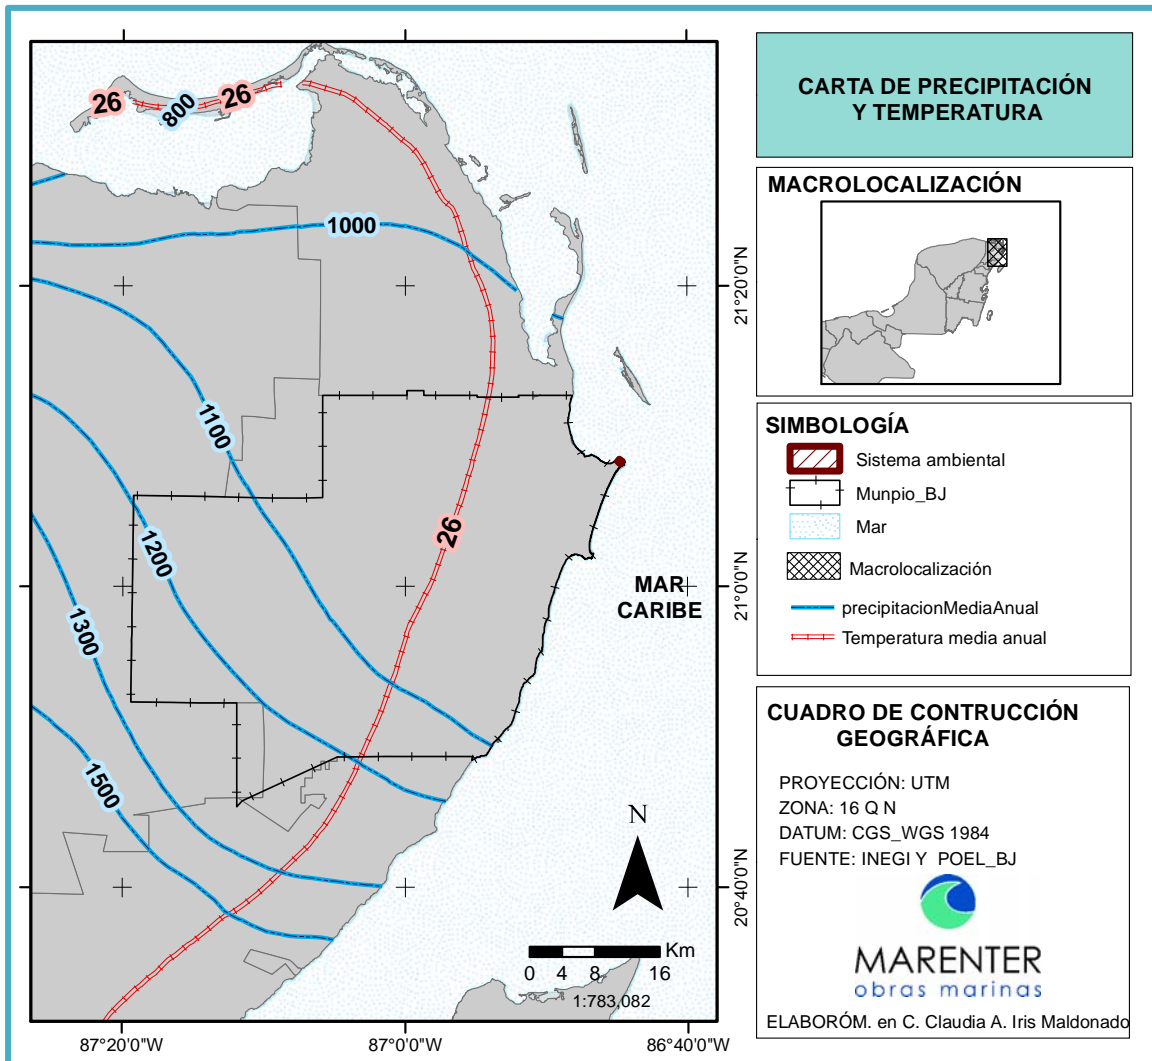 26
800
26
1000
1100
1200
1300
1500
26
MAR
CARIBE
N
Km
0 4 8 16
1:783,082
87°20'0"W
87°0'0"W
86°40'0"W
21°20'0"N
21°0'0"N
20°40'0"N
CARTA DE PRECIPITACIÓN
Y TEMPERATURA
MACROLOCALIZACIÓN
SIMBOLOGÍA
Sistema ambiental
Munpio_BJ
Mar
Macrolocalización
precipitacionMediaAnual
Temperatura media anual
CUADRO DE CONTRUCCIÓN
GEOGRÁFICA
PROYECCIÓN: UTM
ZONA: 16 Q N
DATUM: CGS_WGS 1984
FUENTE: INEGI Y POEL_BJ
MARENTER
obras marinas
ELABORÓM. en C. Claudia A. Iris Maldonado